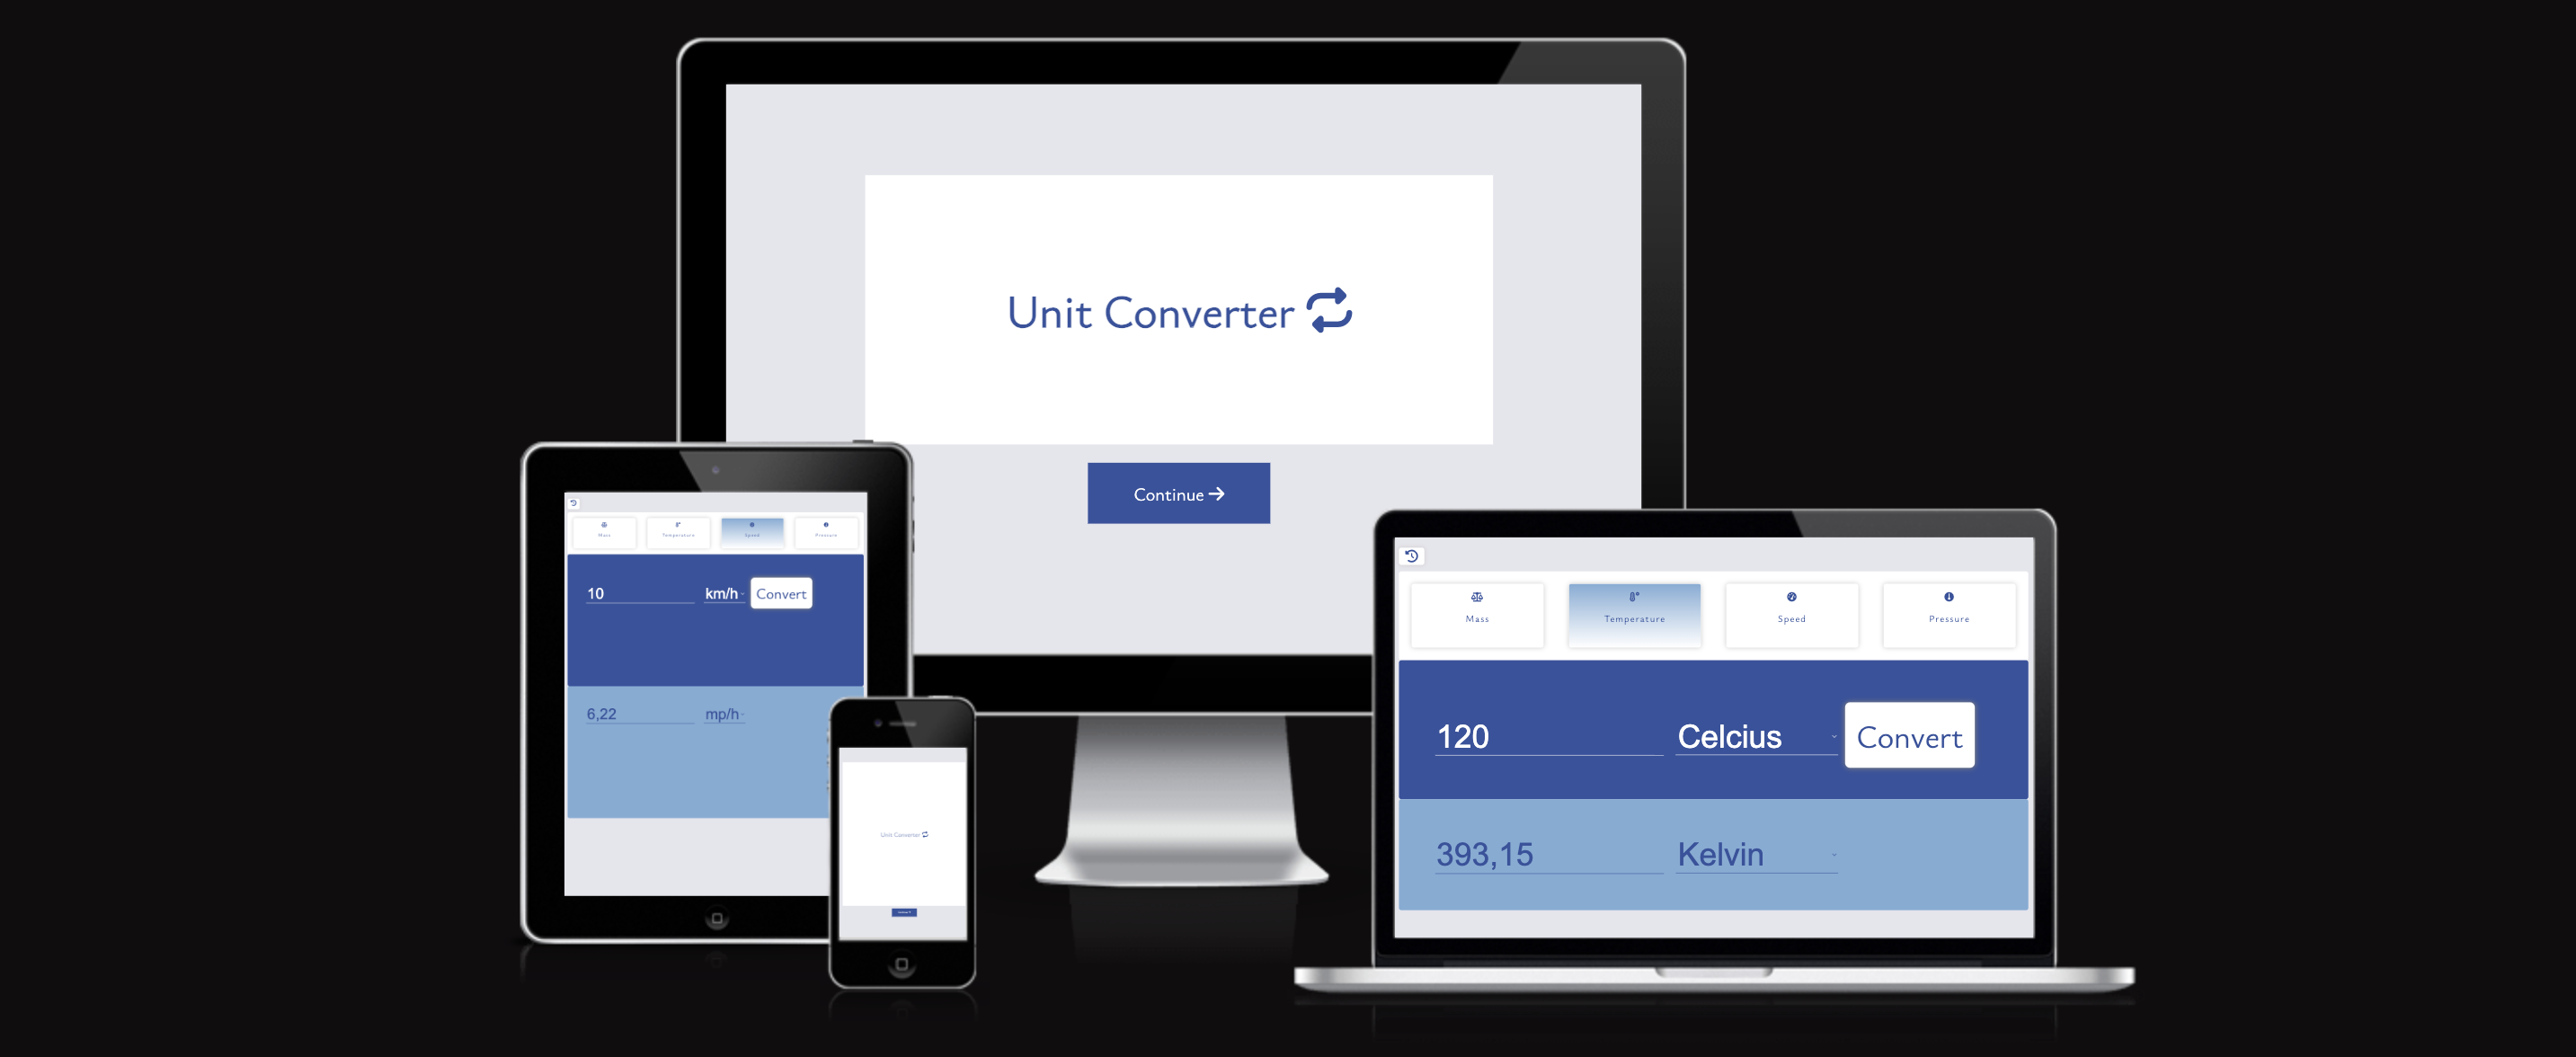 Unit Converter
Continue
Mass
Temperature
Speed
Pressure
10
km/h
Convert
6,22
mp/h
Unit Converter
Mass
Temperature
Speed
Pressure
120
Celcius
Convert
393,15
Kelvin